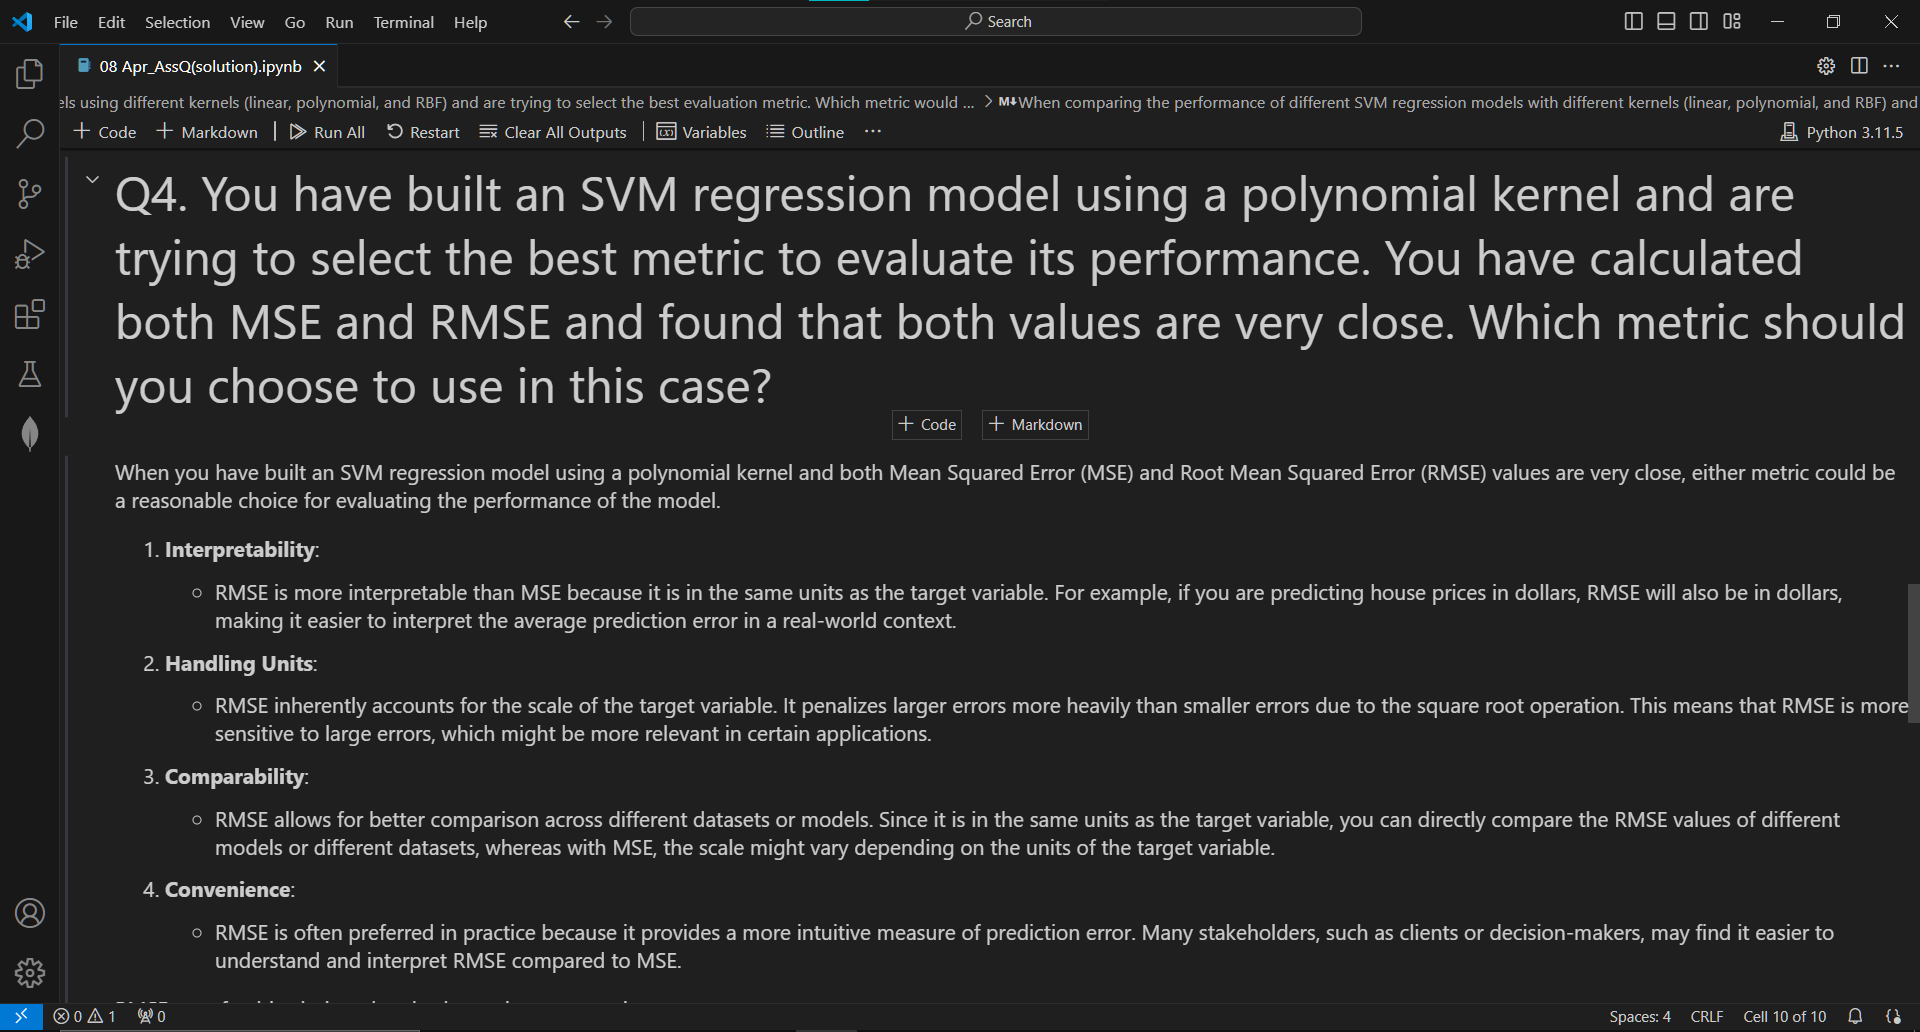 File Edit Selection View Go Run Terminal Help
Search
08 Apr_AssQ(solution).ipynb
els using different kernels (linear, polynomial, and RBF) and are trying to select the best evaluation metric. Which metric would ... > M↓When comparing the performance of different SVM regression models with different kernels (linear, polynomial, and RBF) and
+ Code + Markdown Run All Restart Clear All Outputs Variables Outline ... Python 3.11.5
Q4. You have built an SVM regression model using a polynomial kernel and are
trying to select the best metric to evaluate its performance. You have calculated
both MSE and RMSE and found that both values are very close. Which metric should
you choose to use in this case?
+ Code + Markdown
When you have built an SVM regression model using a polynomial kernel and both Mean Squared Error (MSE) and Root Mean Squared Error (RMSE) values are very close, either metric could be
a reasonable choice for evaluating the performance of the model.
1. Interpretability:
○ RMSE is more interpretable than MSE because it is in the same units as the target variable. For example, if you are predicting house prices in dollars, RMSE will also be in dollars,
making it easier to interpret the average prediction error in a real-world context.
2. Handling Units:
○ RMSE inherently accounts for the scale of the target variable. It penalizes larger errors more heavily than smaller errors due to the square root operation. This means that RMSE is more
sensitive to large errors, which might be more relevant in certain applications.
3. Comparability:
○ RMSE allows for better comparison across different datasets or models. Since it is in the same units as the target variable, you can directly compare the RMSE values of different
models or different datasets, whereas with MSE, the scale might vary depending on the units of the target variable.
4. Convenience:
○ RMSE is often preferred in practice because it provides a more intuitive measure of prediction error. Many stakeholders, such as clients or decision-makers, may find it easier to
understand and interpret RMSE compared to MSE.
0 1 0 Spaces: 4 CRLF Cell 10 of 10